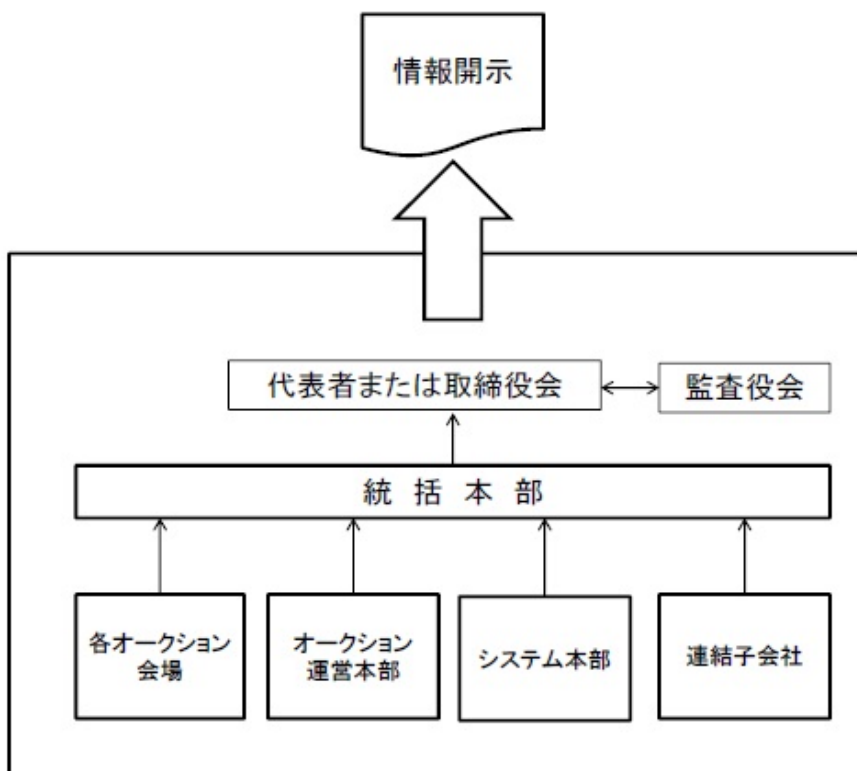 情報開示
代表者または取締役会
監査役会
統括本部
各オークション
会場
オークション
運営本部
システム本部
連結子会社